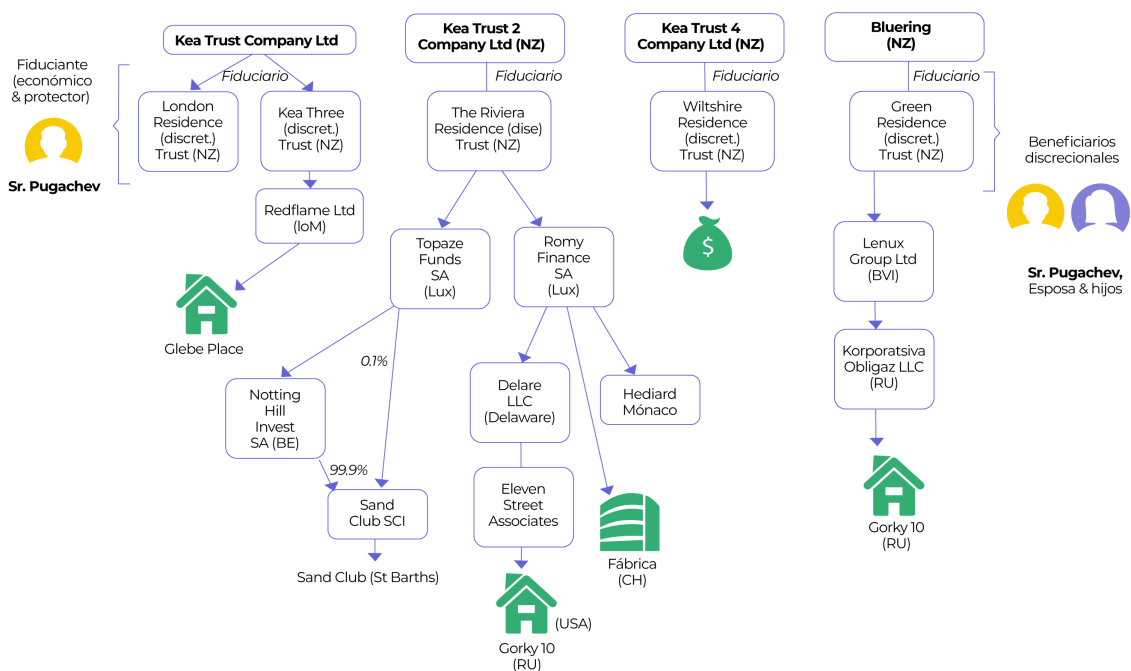 Kea Trust Company Ltd
Kea Trust 2
Company Ltd (NZ)
Kea Trust 4
Company Ltd (NZ)
Bluering
(NZ)
Fiduciante
(económico
& protector)
Sr. Pugachev
Fiduciario
Fiduciario
Fiduciario
Fiduciario
London
Residence
(discret.)
Trust (NZ)
Kea Three
(discret.)
Trust (NZ)
The Riviera
Residence (dise)
Trust (NZ)
Wiltshire
Residence
(discret.)
Trust (NZ)
Green
Residence
(discret.)
Trust (NZ)
Beneficiarios
discrecionales
Sr. Pugachev,
Esposa & hijos
Redflame Ltd
(IoM)
Topaze
Funds
SA
(Lux)
Romy
Finance
SA
(Lux)
$
Lenux
Group Ltd
(BVI)
Glebe Place
0.1%
Notting
Hill
Invest
SA (BE)
Delare
LLC
(Delaware)
Hediard
Mónaco
Korporatsiva
Obligaz LLC
(RU)
99.9%
Sand
Club SCI
Eleven
Street
Associates
Sand Club (St Barths)
Fábrica
(CH)
Gorky 10
(RU)
(USA)
Gorky 10
(RU)